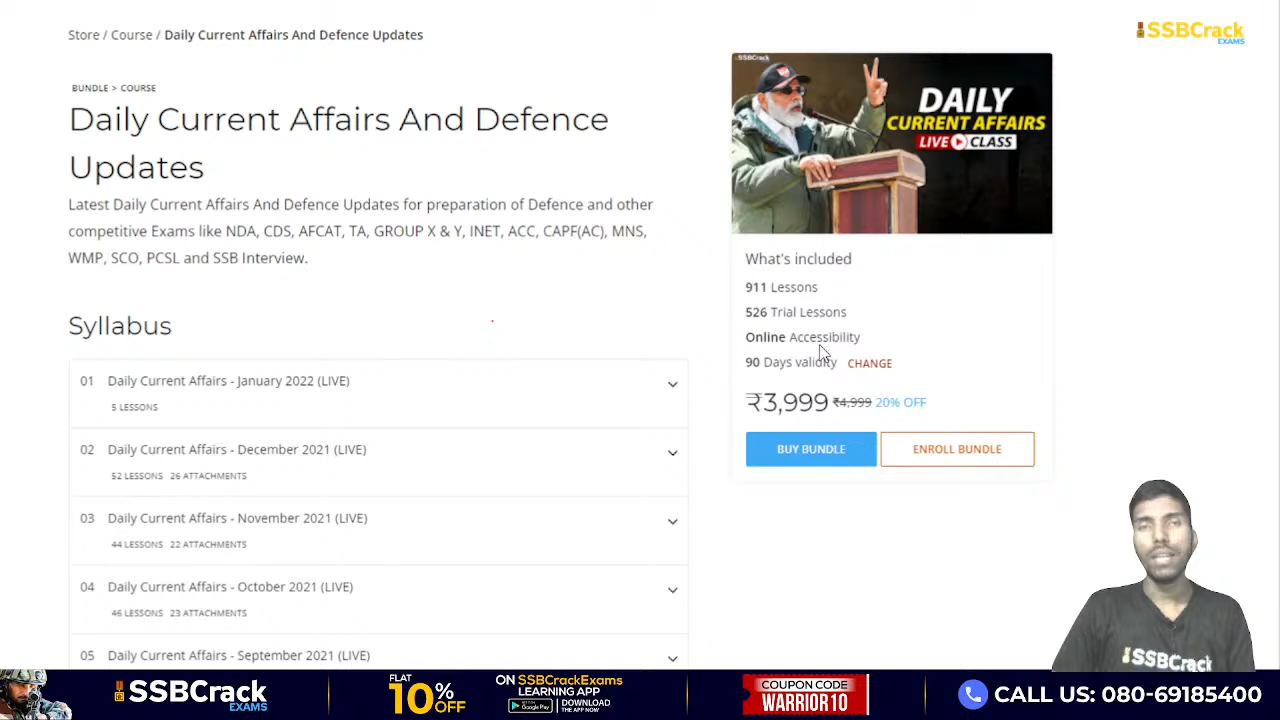 Store / Course / Daily Current Affairs And Defence Updates
SSBCrack
EXAMS
BUNDLE > COURSE
Daily Current Affairs And Defence
Updates
Latest Daily Current Affairs And Defence Updates for preparation of Defence and other
competitive Exams like NDA, CDS, AFCAT, TA, GROUP X & Y, INET, ACC, CAPF(AC), MNS,
WMP, SCO, PCSL and SSB Interview.
SSBCrack
DAILY
CURRENT AFFAIRS
LIVE CLASS
What's included
911 Lessons
526 Trial Lessons
Online Accessibility
90 Days validity CHANGE
₹3,999 ₹4,999 20% OFF
BUY BUNDLE
ENROLL BUNDLE
Syllabus
01 Daily Current Affairs - January 2022 (LIVE)
5 LESSONS
02 Daily Current Affairs - December 2021 (LIVE)
52 LESSONS 26 ATTACHMENTS
03 Daily Current Affairs - November 2021 (LIVE)
44 LESSONS 22 ATTACHMENTS
04 Daily Current Affairs - October 2021 (LIVE)
46 LESSONS 23 ATTACHMENTS
05 Daily Current Affairs - September 2021 (LIVE)
SSBCrack
SSBCrack
EXAMS
FLAT
10% OFF
ON SSBCrackExams
LEARNING APP
Google Play
DOWNLOAD
THE APP NOW
COUPON CODE
WARRIOR10
CALL US: 080-69185400